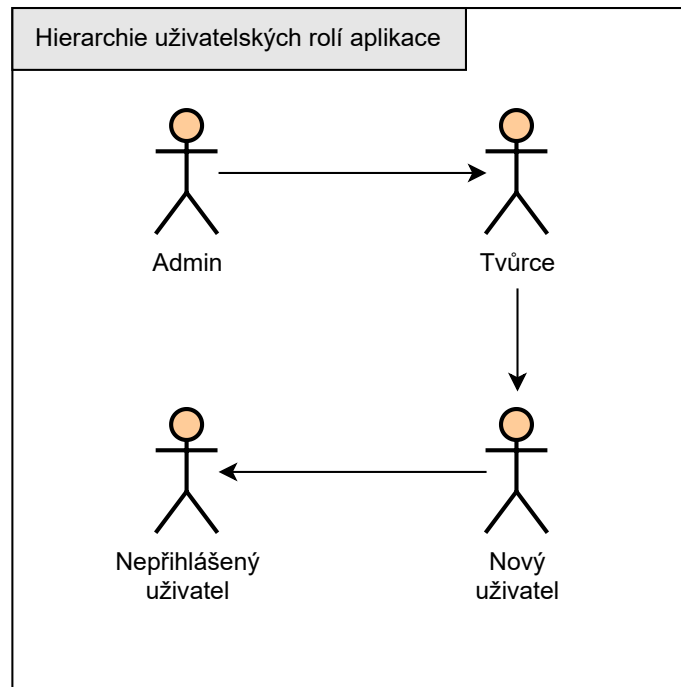 Hierarchie uživatelských rolí aplikace
Admin
Tvůrce
Nepřihlášený
uživatel
Nový
uživatel